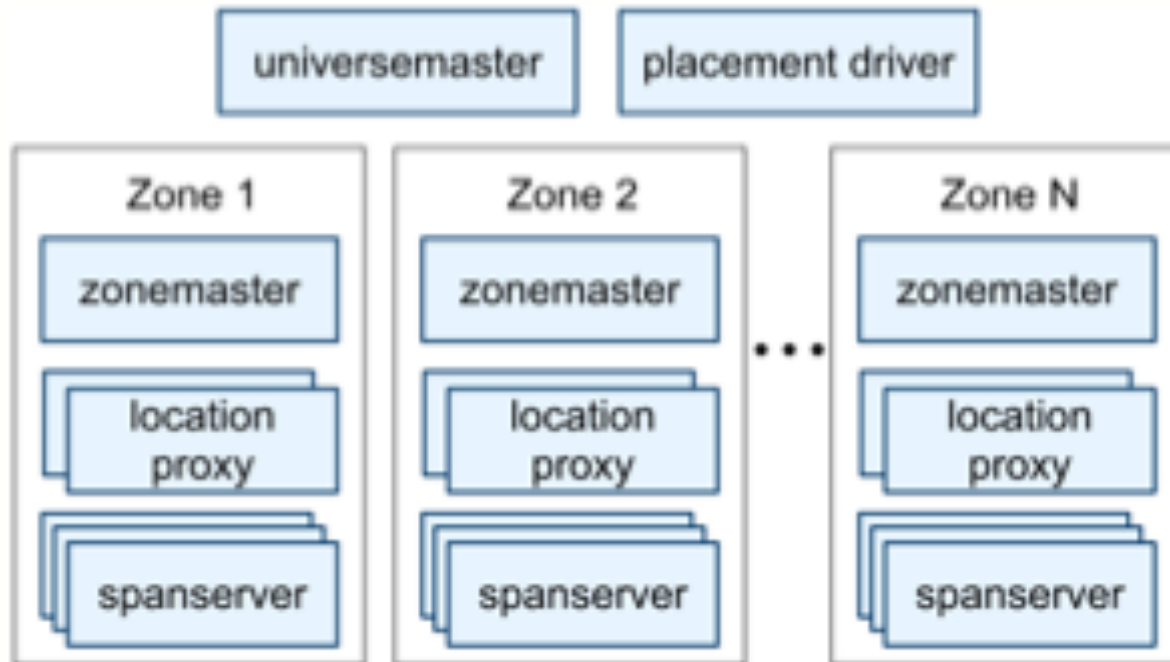 universemaster placement driver
Zone 1 Zone 2 Zone N
zonemaster zonemaster zonemaster
location location location
proxy proxy proxy
spanserver spanserver spanserver